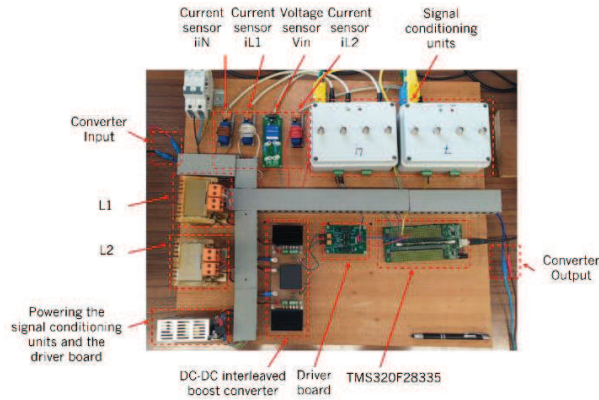 Current
sensor
iiN
Current
sensor
iL1
Voltage
sensor
Vin
Current
sensor
iL2
Signal
conditioning
units
Converter
Input
L1
L2
Powering the
signal conditioning
units and the
driver board
DC-DC interleaved
boost converter
Driver
board
TMS320F28335
Converter
Output